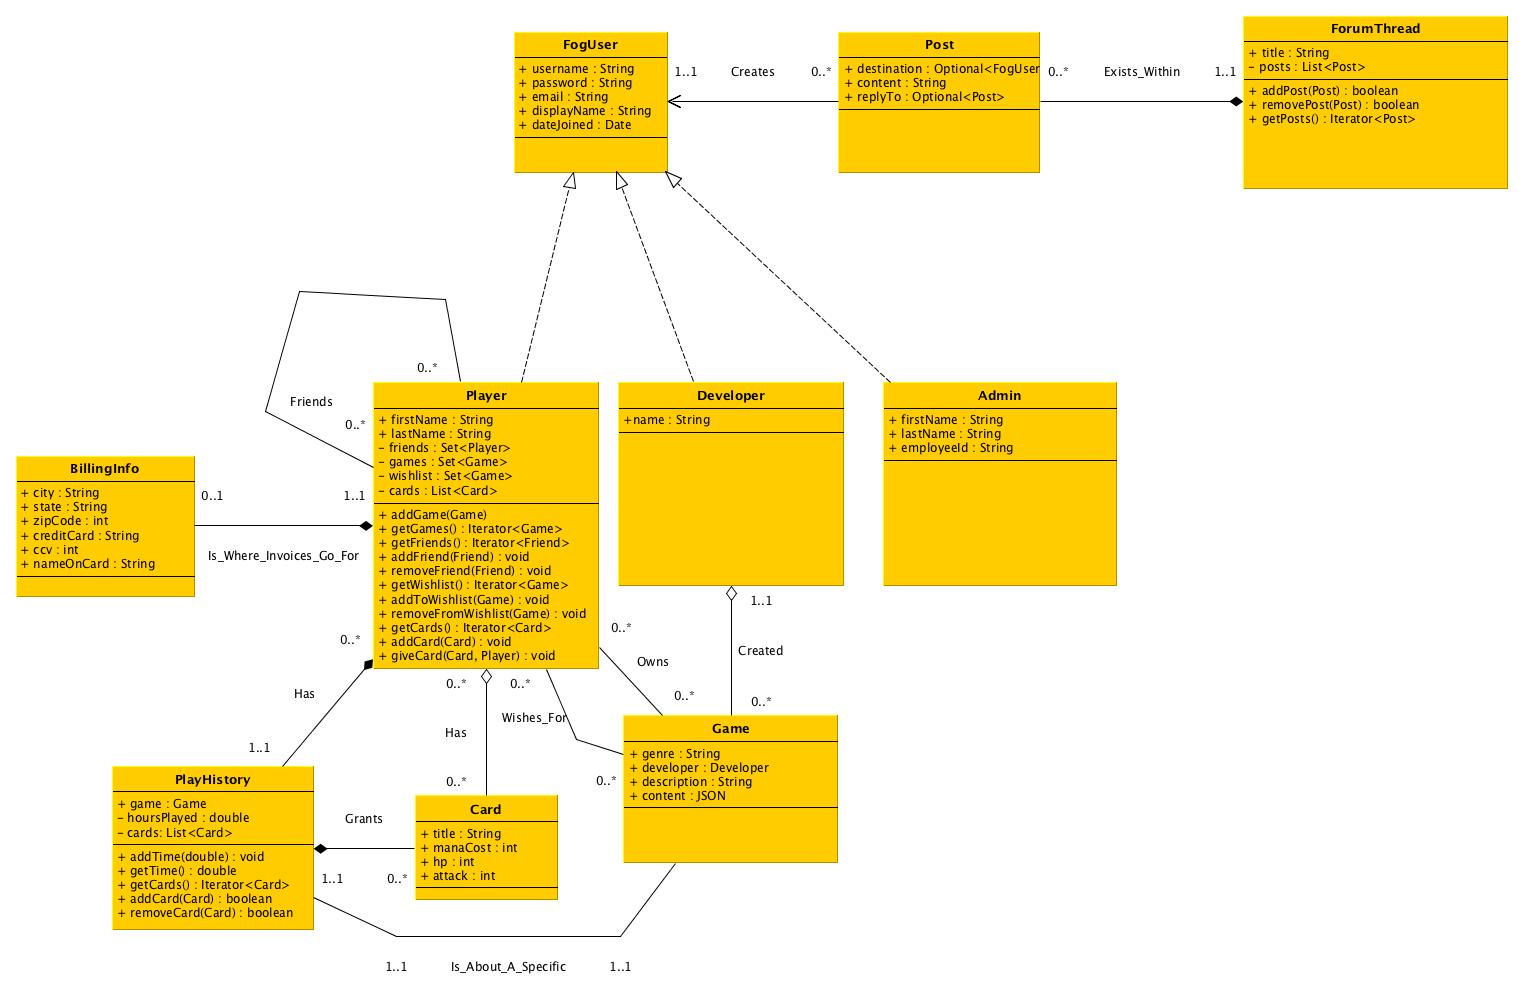 FogUser
+ username : String
+ password : String
+ email : String
+ displayName : String
+ dateJoined : Date
1..1
Creates
0..*
Post
+ destination : Optional<FogUser
+ content : String
+ replyTo : Optional<Post>
0..*
Exists_Within
1..1
ForumThread
+ title : String
− posts : List<Post>
+ addPost(Post) : boolean
+ removePost(Post) : boolean
+ getPosts() : Iterator<Post>
0..*
Friends
0..*
Player
+ firstName : String
+ lastName : String
− friends : Set<Player>
− games : Set<Game>
− wishlist : Set<Game>
− cards : List<Card>
+ addGame(Game)
+ getGames() : Iterator<Game>
+ getFriends() : Iterator<Friend>
+ addFriend(Friend) : void
+ removeFriend(Friend) : void
+ getWishlist() : Iterator<Game>
+ addToWishlist(Game) : void
+ removeFromWishlist(Game) : void
+ getCards() : Iterator<Card>
+ addCard(Card) : void
+ giveCard(Card, Player) : void
Developer
+name : String
Admin
+ firstName : String
+ lastName : String
+ employeeId : String
BillingInfo
+ city : String
+ state : String
+ zipCode : int
+ creditCard : String
+ ccv : int
+ nameOnCard : String
0..1
1..1
Is_Where_Invoices_Go_For
0..*
Has
1..1
0..*
Has
0..*
0..*
Wishes_For
0..*
0..*
Owns
0..*
1..1
Created
0..*
Game
+ genre : String
+ developer : Developer
+ description : String
+ content : JSON
PlayHistory
+ game : Game
− hoursPlayed : double
− cards: List<Card>
+ addTime(double) : void
+ getTime() : double
+ getCards() : Iterator<Card>
+ addCard(Card) : boolean
+ removeCard(Card) : boolean
Grants
1..1
0..*
Card
+ title : String
+ manaCost : int
+ hp : int
+ attack : int
1..1
Is_About_A_Specific
1..1